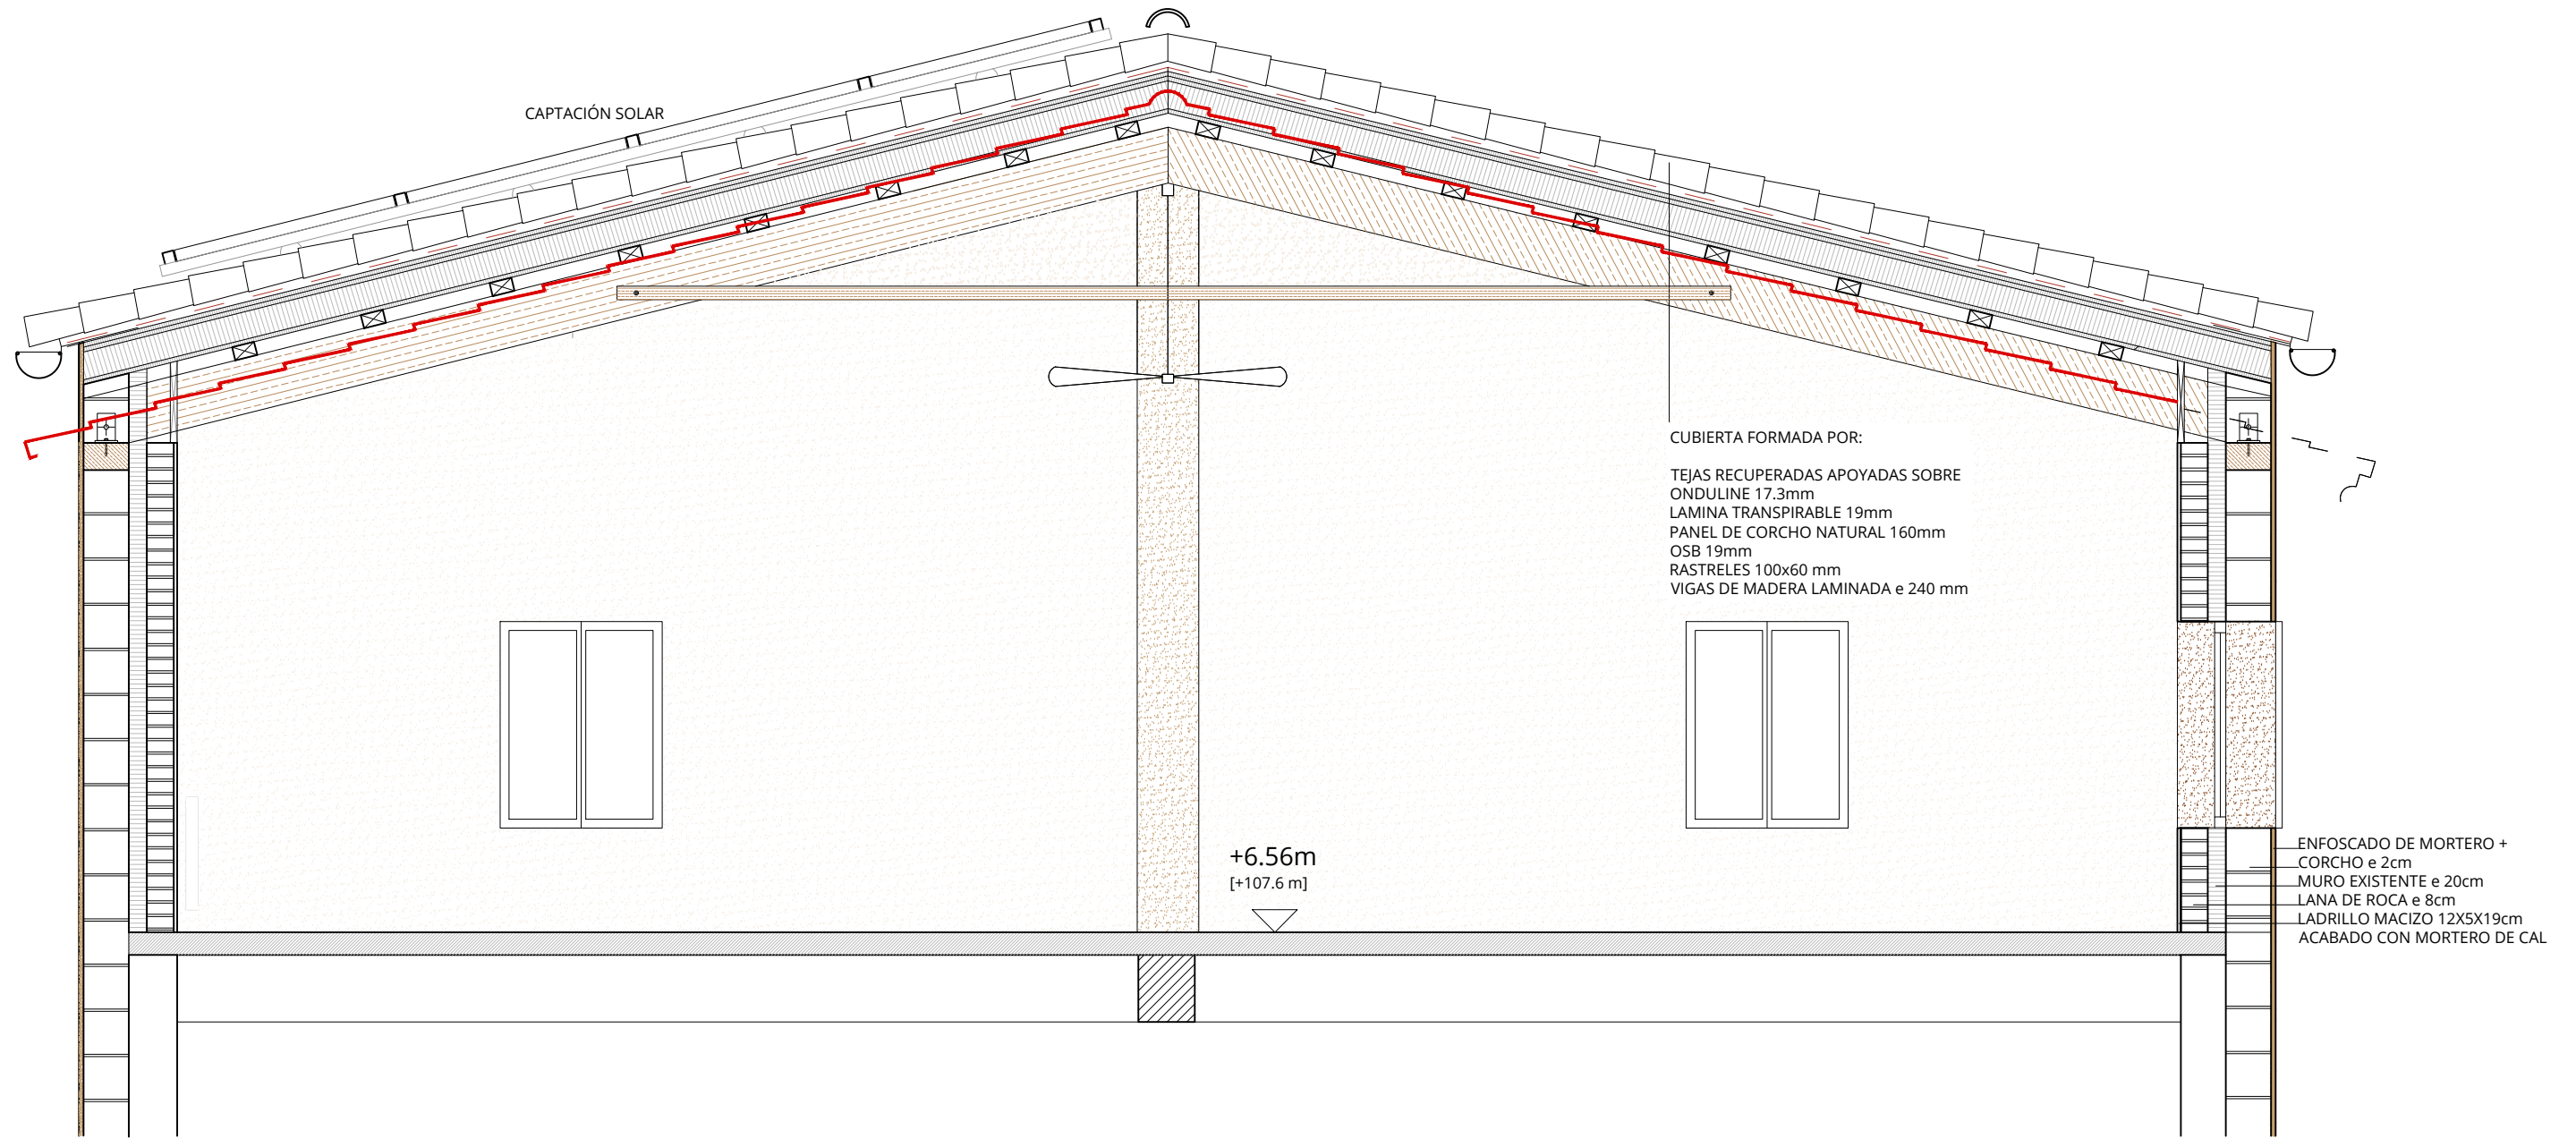 CAPTACIÓN SOLAR
CUBIERTA FORMADA POR:
TEJAS RECUPERADAS APOYADAS SOBRE
ONDULINE 17.3mm
LAMINA TRANSPIRABLE 19mm
PANEL DE CORCHO NATURAL 160mm
OSB 19mm
RASTRELES 100x60 mm
VIGAS DE MADERA LAMINADA e 240 mm
+6.56m
[+107.6 m]
ENFOSCADO DE MORTERO +
CORCHO e 2cm
MURO EXISTENTE e 20cm
LANA DE ROCA e 8cm
LADRILLO MACIZO 12X5X19cm
ACABADO CON MORTERO DE CAL